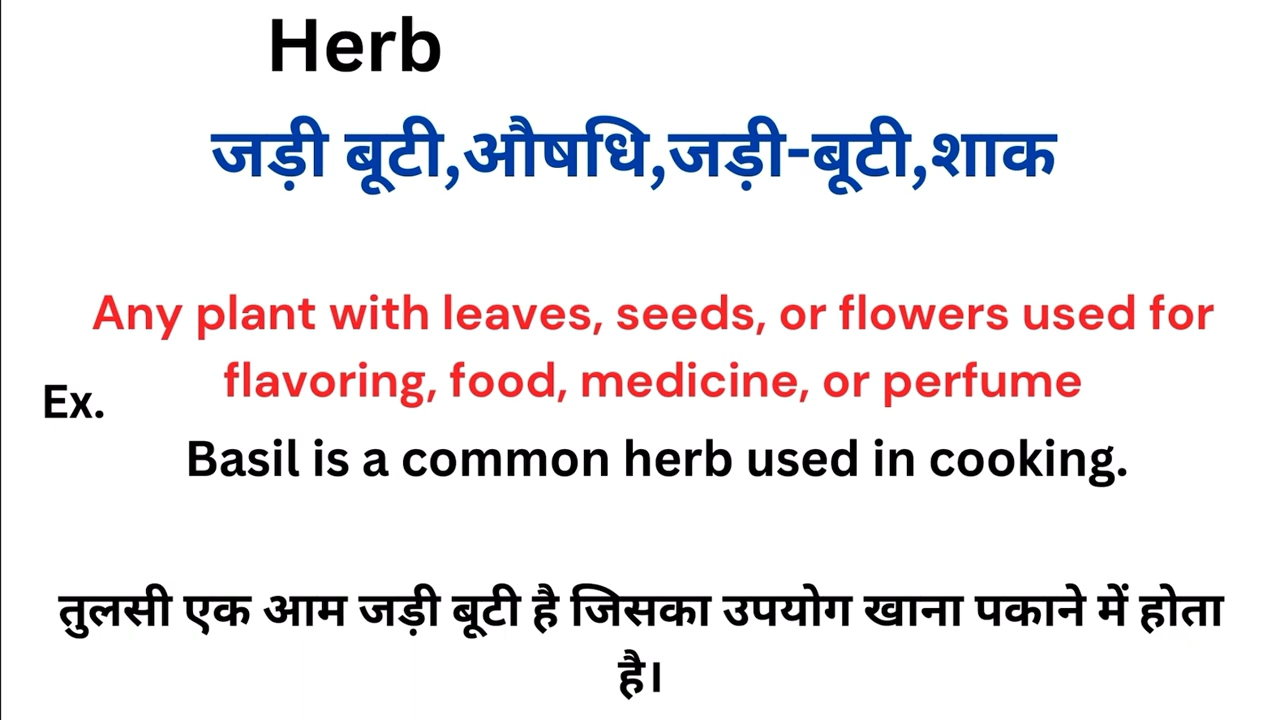 Herb
जड़ी बूटी,औषधि,जड़ी-बूटी,शाक
Any plant with leaves, seeds, or flowers used for
flavoring, food, medicine, or perfume
Ex.
Basil is a common herb used in cooking.
तुलसी एक आम जड़ी बूटी है जिसका उपयोग खाना पकाने में होता
है।